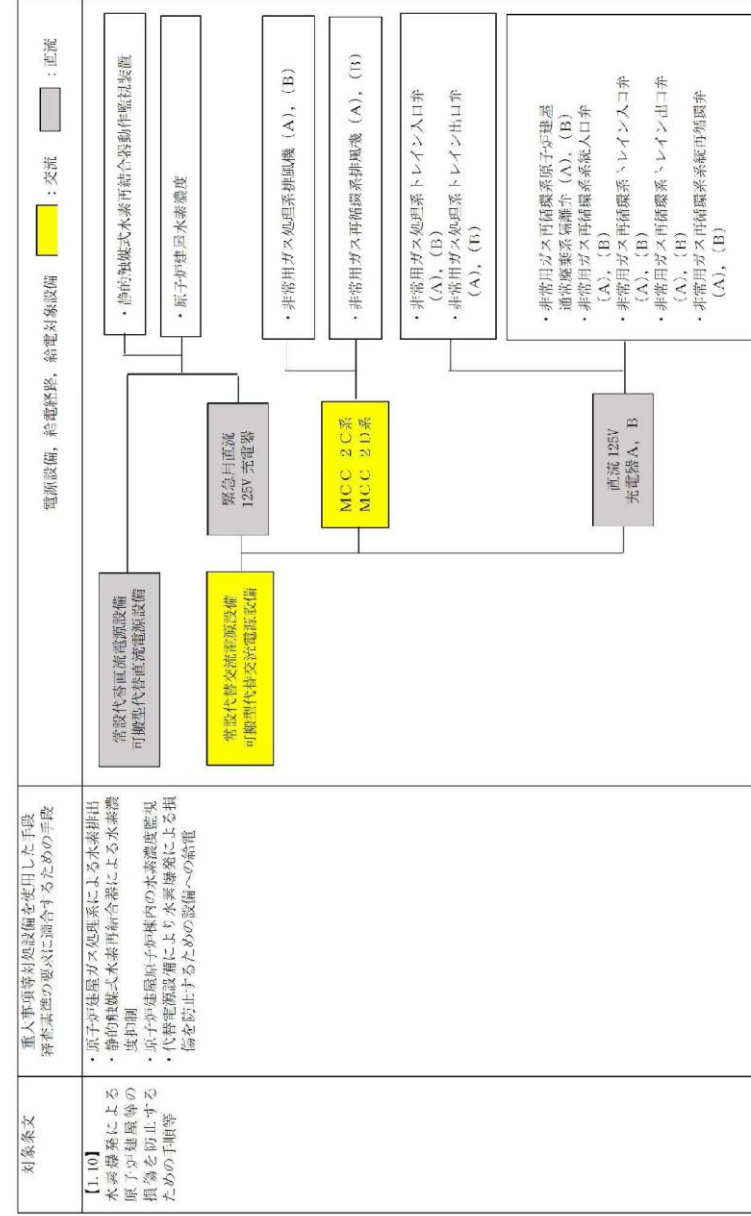 対象条文
重大事故等対処設備を使用した手段
審査基準の要求に適合するための手段
電源設備，給電経路，給電対象設備
：交流
：直流
【1.10】
水素爆発による
原子炉建屋等の
損傷を防止する
ための手順等
・原子炉建屋ガス処理系による水素排出
・静的触媒式水素再結合器による水素濃
度抑制
・原子炉建屋原子炉棟内の水素濃度監視
・代替電源設備により水素爆発による損
傷を防止するための設備への給電
常設代替直流電源設備
可搬型代替直流電源設備
常設代替交流電源設備
可搬型代替交流電源設備
緊急用直流
125V 充電器
ＭＣＣ ２Ｃ系
ＭＣＣ ２Ｄ系
直流 125V
充電器Ａ，Ｂ
・静的触媒式水素再結合器動作監視装置
・原子炉建屋水素濃度
・非常用ガス処理系排風機（A），（B）
・非常用ガス再循環系排風機（A），（B）
・非常用ガス処理系トレイン入口弁
（A），（B）
・非常用ガス処理系トレイン出口弁
（A），（B）
・非常用ガス再循環系原子炉建屋
通常廃棄系隔離弁（A），（B）
・非常用ガス再循環系系統入口弁
（A），（B）
・非常用ガス再循環系トレイン入口弁
（A），（B）
・非常用ガス再循環系トレイン出口弁
（A），（B）
・非常用ガス再循環系系統再循環弁
（A），（B）